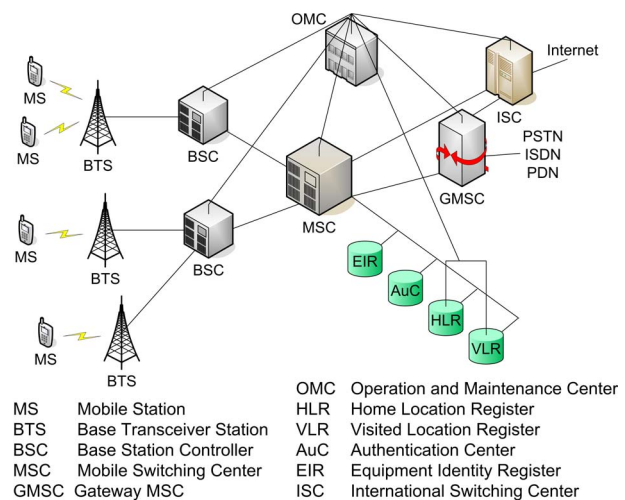 OMC
MS
BTS
MS
BSC
ISC
Internet
MSC
GMSC
PSTN
ISDN
PDN
MS
BTS
BSC
EIR
AuC
HLR
VLR
MS
BTS
MS Mobile Station
BTS Base Transceiver Station
BSC Base Station Controller
MSC Mobile Switching Center
GMSC Gateway MSC
OMC Operation and Maintenance Center
HLR Home Location Register
VLR Visited Location Register
AuC Authentication Center
EIR Equipment Identity Register
ISC International Switching Center